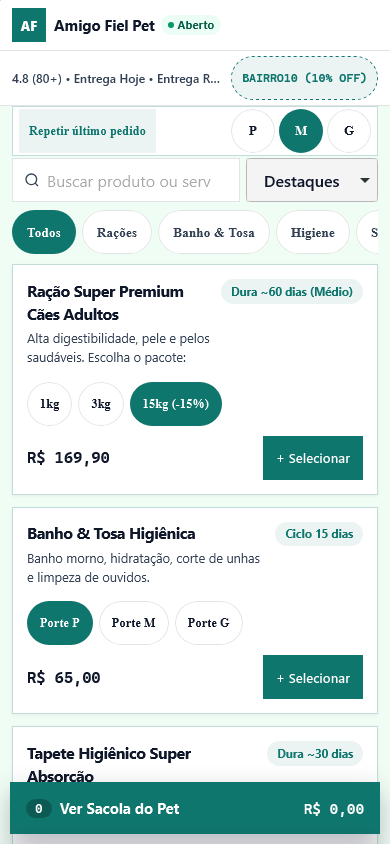 AF Amigo Fiel Pet Aberto
4.8 (80+) • Entrega Hoje • Entrega R... BAIRRO10 (10% OFF)
Repetir último pedido P M G
Buscar produto ou serv Destaques
Todos Rações Banho & Tosa Higiene S
Ração Super Premium Cães Adultos Dura ~60 dias (Médio)
Alta digestibilidade, pele e pelos
saudáveis. Escolha o pacote:
1kg 3kg 15kg (-15%)
R$ 169,90 + Selecionar
Banho & Tosa Higiênica Ciclo 15 dias
Banho morno, hidratação, corte de unhas
e limpeza de ouvidos.
Porte P Porte M Porte G
R$ 65,00 + Selecionar
Tapete Higiênico Super Dura ~30 dias
Absorção
0 Ver Sacola do Pet R$ 0,00